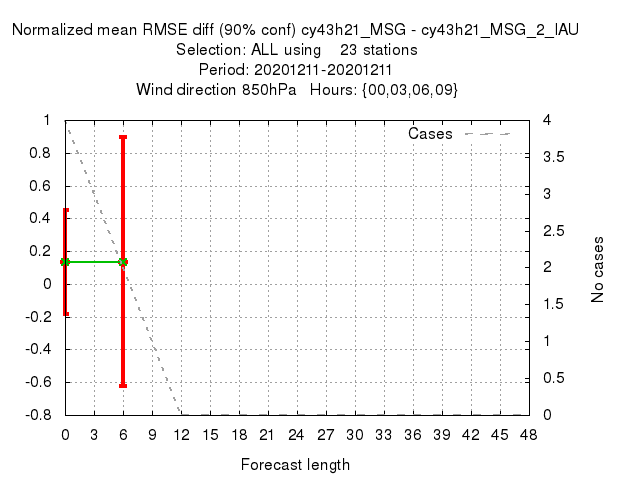 Normalized mean RMSE diff (90% conf) cy43h21_MSG - cy43h21_MSG_2_IAU
Selection: ALL using    23 stations
Period: 20201211-20201211
Wind direction 850hPa   Hours: {00,03,06,09}
Cases
1
0.8
0.6
0.4
0.2
0
-0.2
-0.4
-0.6
-0.8
4
3.5
3
2.5
2
1.5
1
0.5
0
No cases
0 3 6 9 12 15 18 21 24 27 30 33 36 39 42 45 48
Forecast length